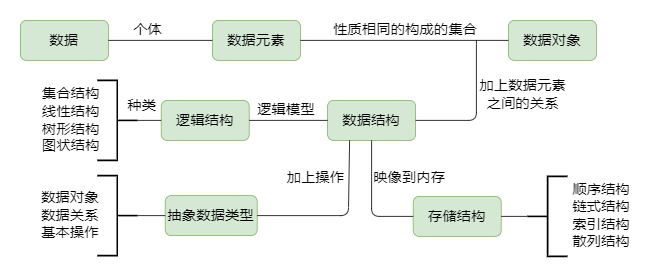 数据
个体
数据元素
性质相同的构成的集合
数据对象
加上数据元素
之间的关系
集合结构
线性结构
树形结构
图状结构
种类
逻辑结构
逻辑模型
数据结构
加上操作
映像到内存
数据对象
数据关系
基本操作
抽象数据类型
存储结构
顺序结构
链式结构
索引结构
散列结构